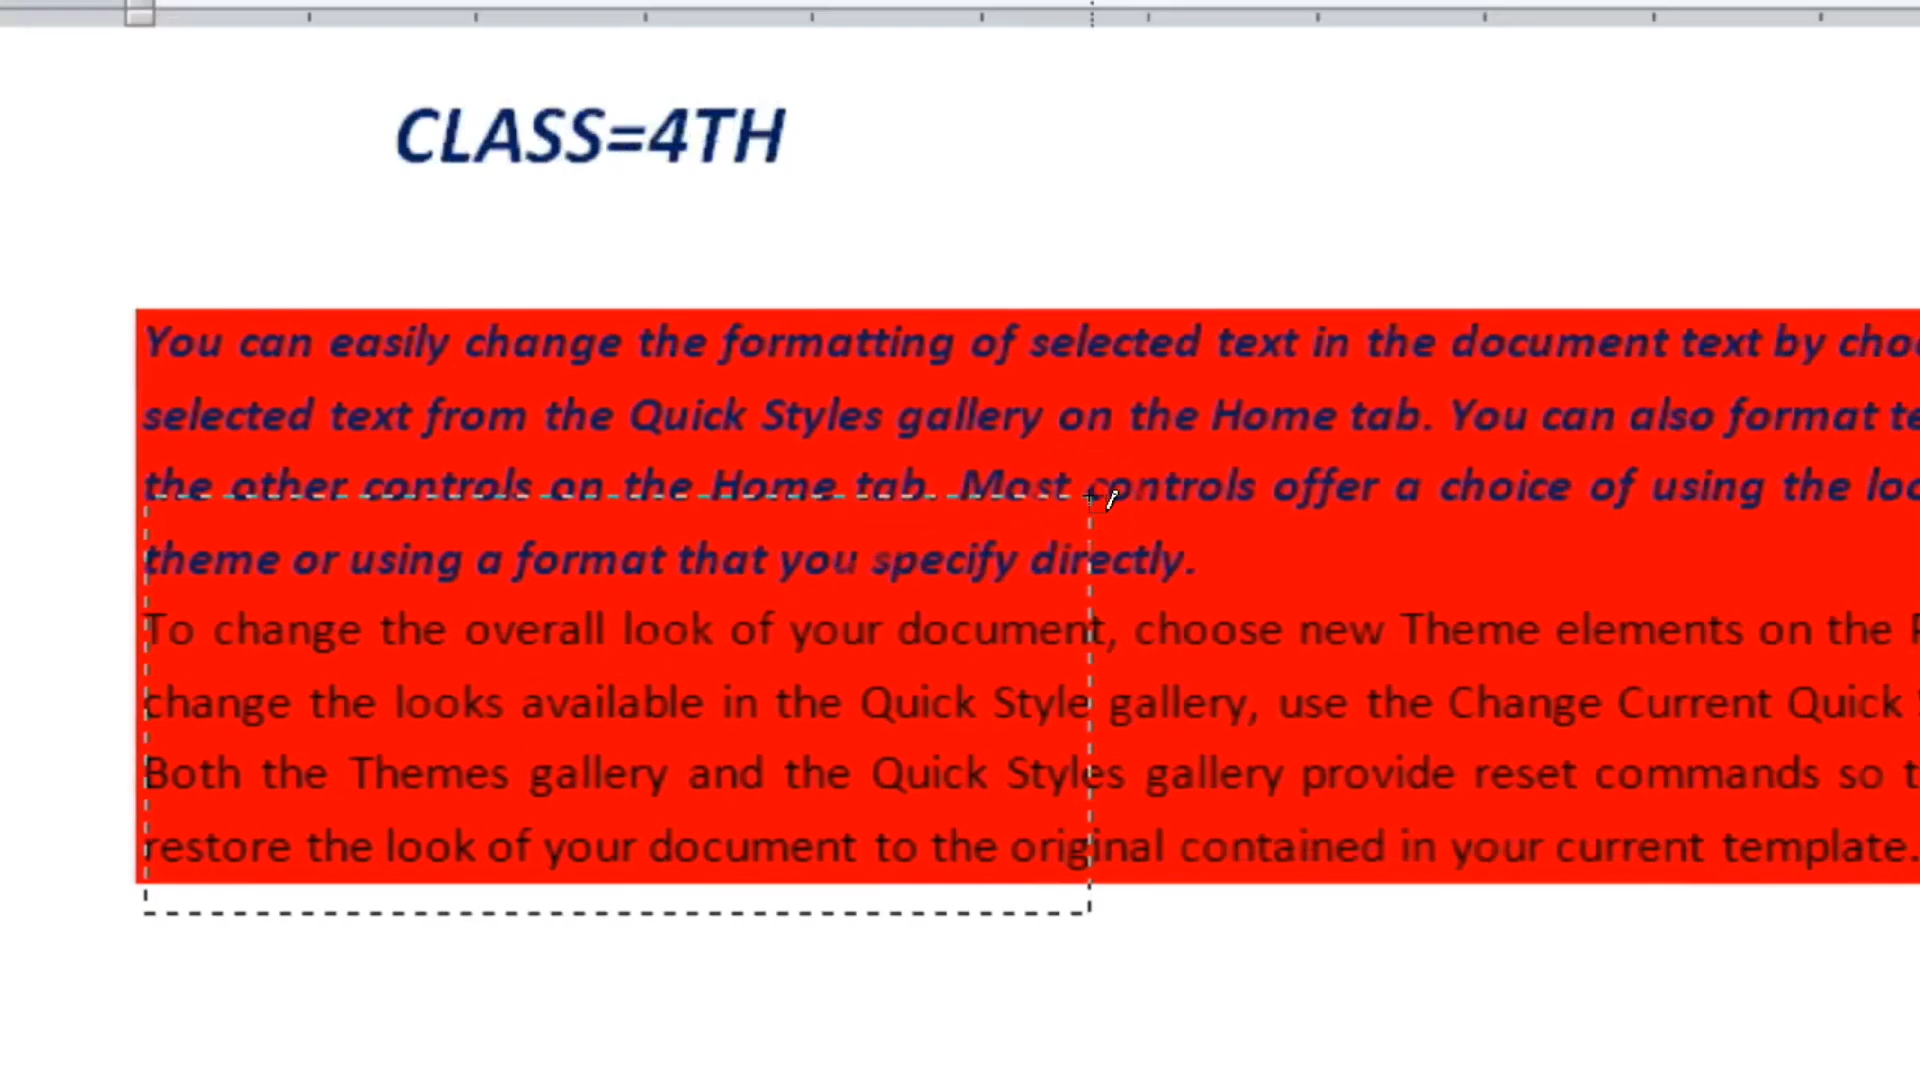 CLASS=4TH
You can easily change the formatting of selected text in the document text by
selected text from the Quick Styles gallery on the Home tab. You can also format
the other controls on the Home tab. Most controls offer a choice of using the
theme or using a format that you specify directly.
To change the overall look of your document, choose new Theme elements on the
change the looks available in the Quick Style gallery, use the Change Current Quick
Both the Themes gallery and the Quick Styles gallery provide reset commands so
restore the look of your document to the original contained in your current template.